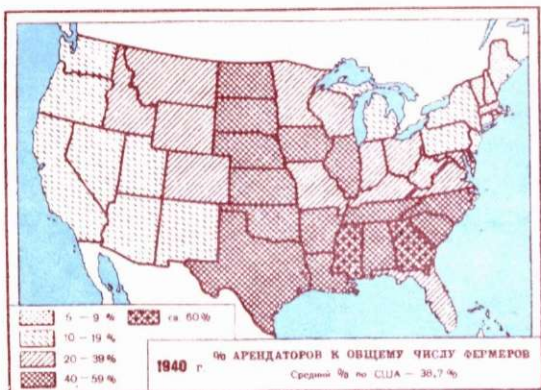 5 — 9 %
10 — 19 %
20 — 39 %
40 — 59 %
св 60 %
1940 г
% АРЕНДАТОРОВ К ОБЩЕМУ ЧИСЛУ ФЕРМЕРОВ
Средний % по США — 38,7 %